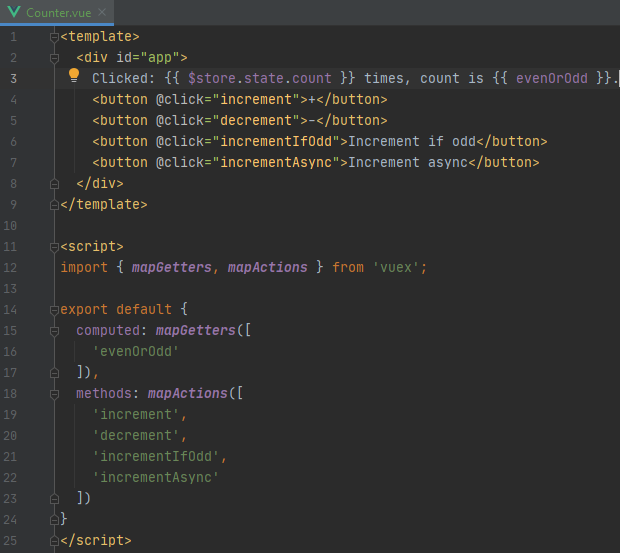 Counter.vue
1 <template>
2   <div id="app">
3     Clicked: {{ $store.state.count }} times, count is {{ evenOrOdd }}.
4     <button @click="increment">+</button>
5     <button @click="decrement">-</button>
6     <button @click="incrementIfOdd">Increment if odd</button>
7     <button @click="incrementAsync">Increment async</button>
8   </div>
9 </template>
10
11 <script>
12 import { mapGetters, mapActions } from 'vuex';
13
14 export default {
15   computed: mapGetters([
16     'evenOrOdd'
17   ]),
18   methods: mapActions([
19     'increment',
20     'decrement',
21     'incrementIfOdd',
22     'incrementAsync'
23   ])
24 }
25 </script>